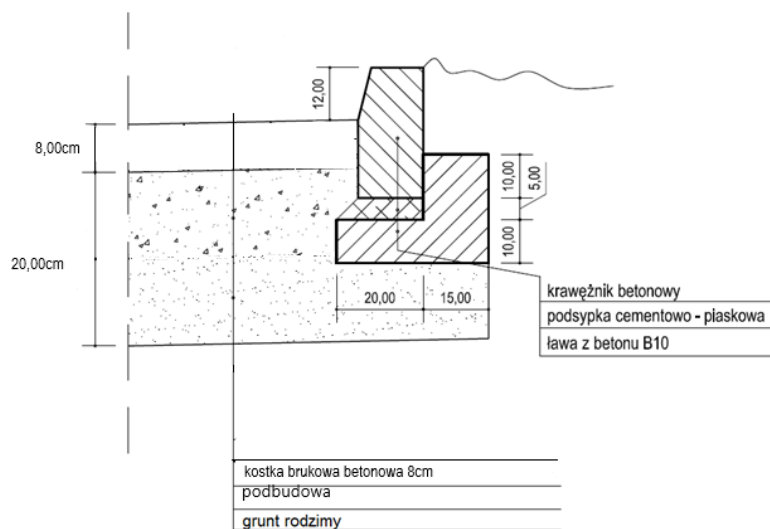 12,00
8,00cm
10,00
5,00
20,00cm
10,00
20,00
15,00
krawężnik betonowy
podsypka cementowo - piaskowa
ława z betonu B10
kostka brukowa betonowa 8cm
podbudowa
grunt rodzimy